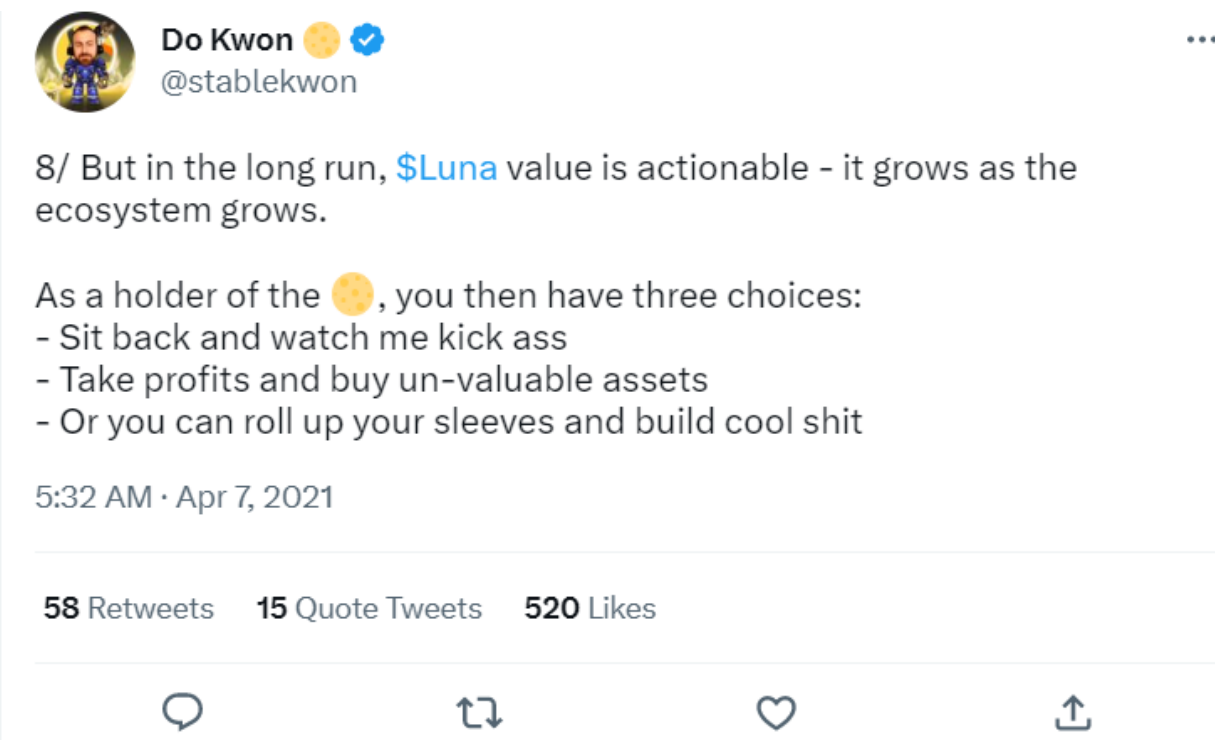 Do Kwon 🌕
@stablekwon
8/ But in the long run, $Luna value is actionable - it grows as the
ecosystem grows.
As a holder of the 🌕, you then have three choices:
- Sit back and watch me kick ass
- Take profits and buy un-valuable assets
- Or you can roll up your sleeves and build cool shit
5:32 AM · Apr 7, 2021
58 Retweets 15 Quote Tweets 520 Likes